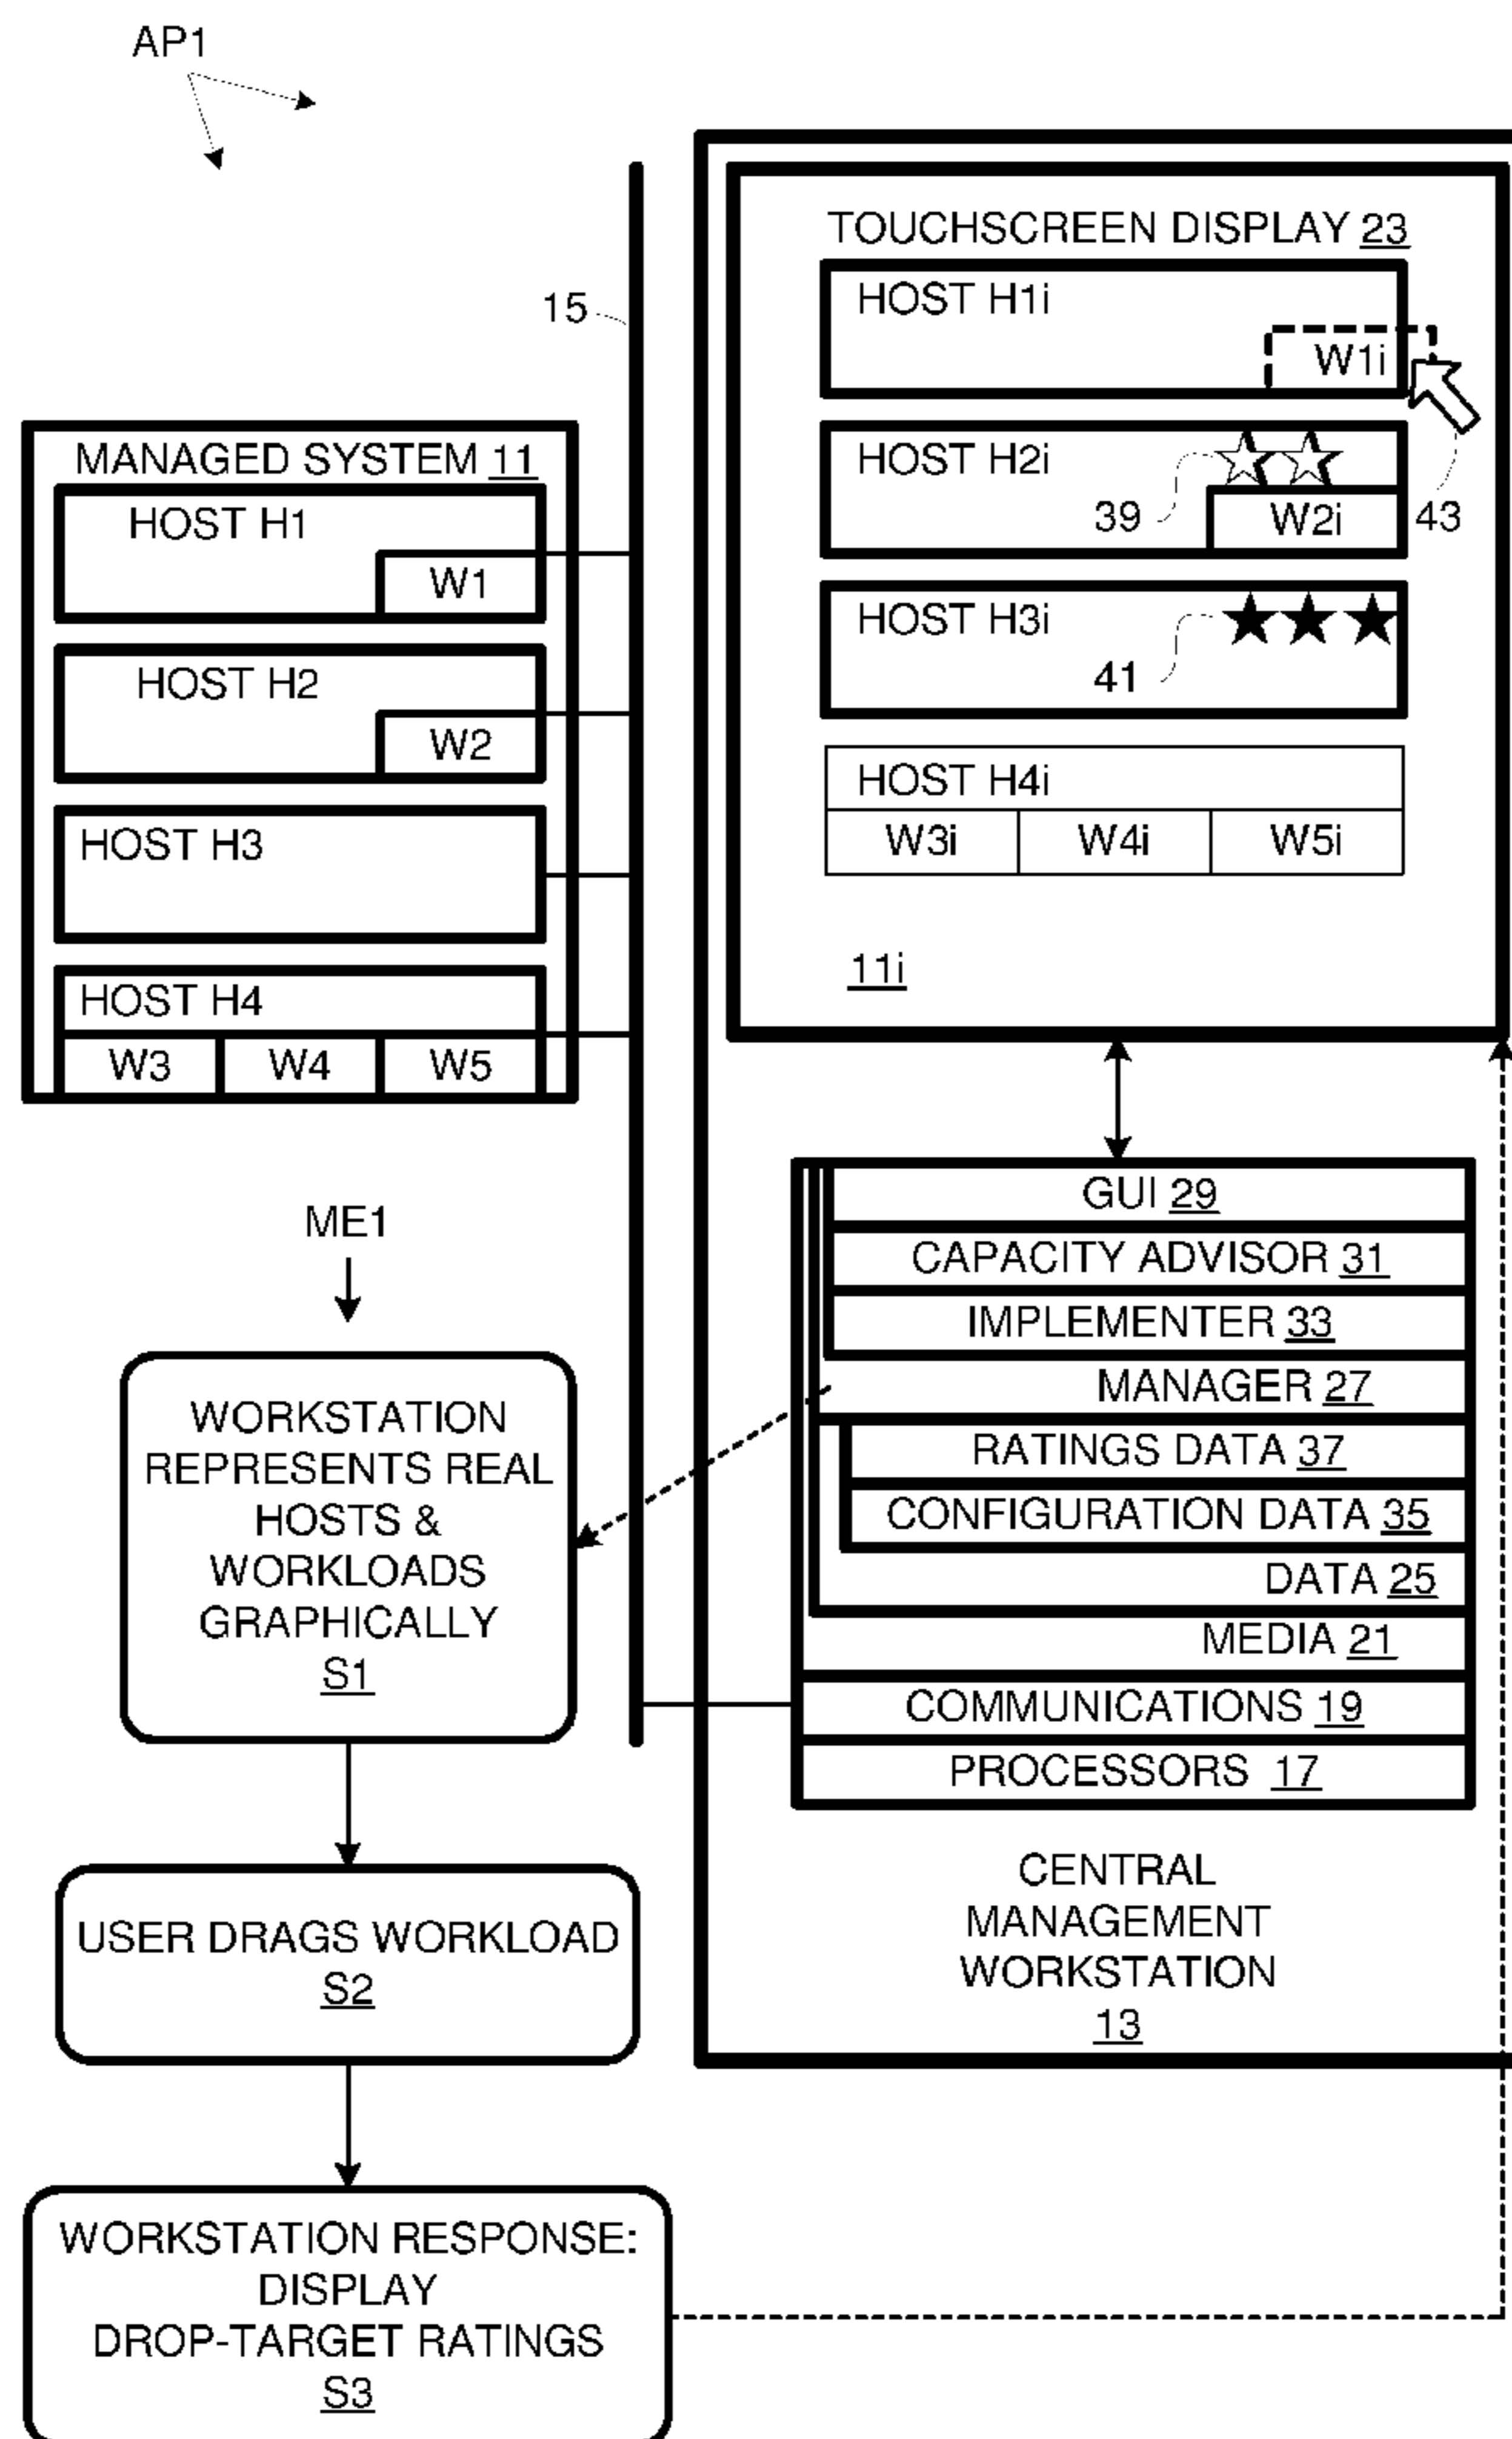 AP1
15
MANAGED SYSTEM 11
HOST H1
W1
HOST H2
W2
HOST H3
HOST H4
W3 W4 W5
TOUCHSCREEN DISPLAY 23
HOST H1i
W1i
HOST H2i
39
W2i
43
HOST H3i
41
HOST H4i
W3i W4i W5i
11i
GUI 29
CAPACITY ADVISOR 31
IMPLEMENTER 33
MANAGER 27
RATINGS DATA 37
CONFIGURATION DATA 35
DATA 25
MEDIA 21
COMMUNICATIONS 19
PROCESSORS 17
CENTRAL
MANAGEMENT
WORKSTATION
13
ME1
WORKSTATION
REPRESENTS REAL
HOSTS &
WORKLOADS
GRAPHICALLY
S1
USER DRAGS WORKLOAD
S2
WORKSTATION RESPONSE:
DISPLAY
DROP-TARGET RATINGS
S3